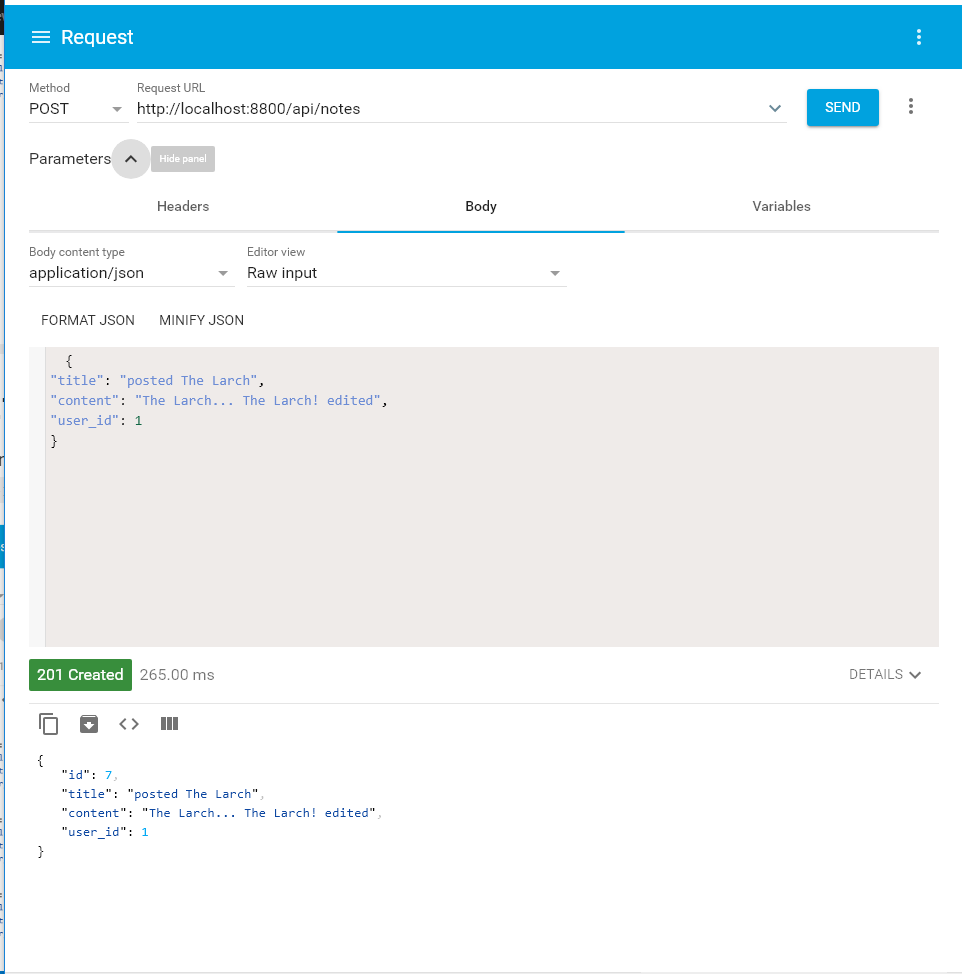 Request
Method
Request URL
POST
http://localhost:8800/api/notes
SEND
Parameters
Hide panel
Headers
Body
Variables
Body content type
Editor view
application/json
Raw input
FORMAT JSON
MINIFY JSON
{
"title": "posted The Larch",
"content": "The Larch... The Larch! edited",
"user_id": 1
}
201 Created
265.00 ms
DETAILS
{
"id": 7,
"title": "posted The Larch",
"content": "The Larch... The Larch! edited",
"user_id": 1
}